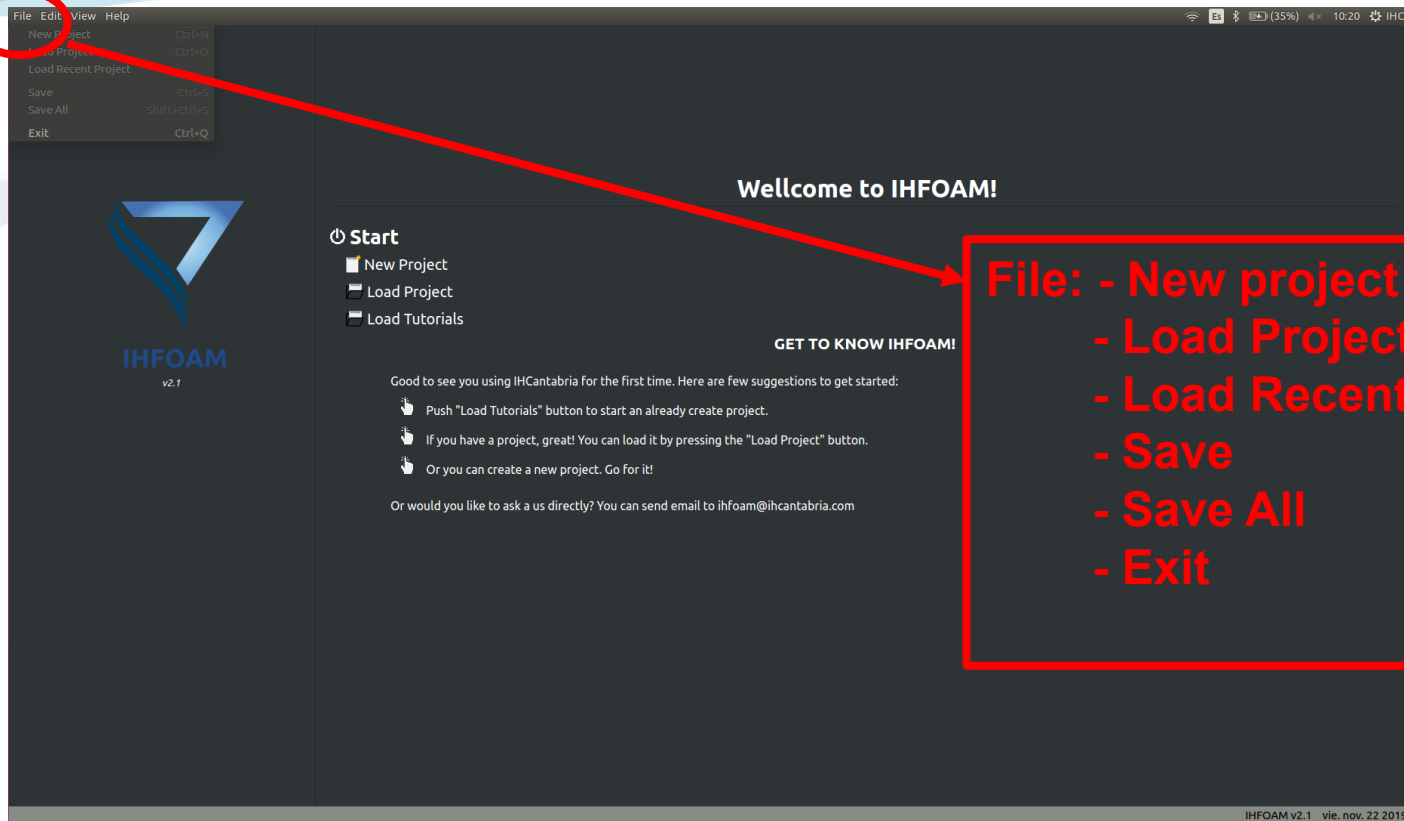 File Edit View Help
Es (35%) 10:20 IHC
New Project Ctrl+N
Load Project Ctrl+O
Load Recent Project
Save Ctrl+S
Save All Shift+Ctrl+S
Exit Ctrl+Q
Wellcome to IHFOAM!
Start
New Project
Load Project
Load Tutorials
IHFOAM
v2.1
GET TO KNOW IHFOAM!
Good to see you using IHCantabria for the first time. Here are few suggestions to get started:
Push "Load Tutorials" button to start an already create project.
If you have a project, great! You can load it by pressing the "Load Project" button.
Or you can create a new project. Go for it!
Or would you like to ask a us directly? You can send email to ihfoam@ihcantabria.com
File: - New project
- Load Project
- Load Recent
- Save
- Save All
- Exit
IHFOAM v2.1 vie. nov. 22 2019